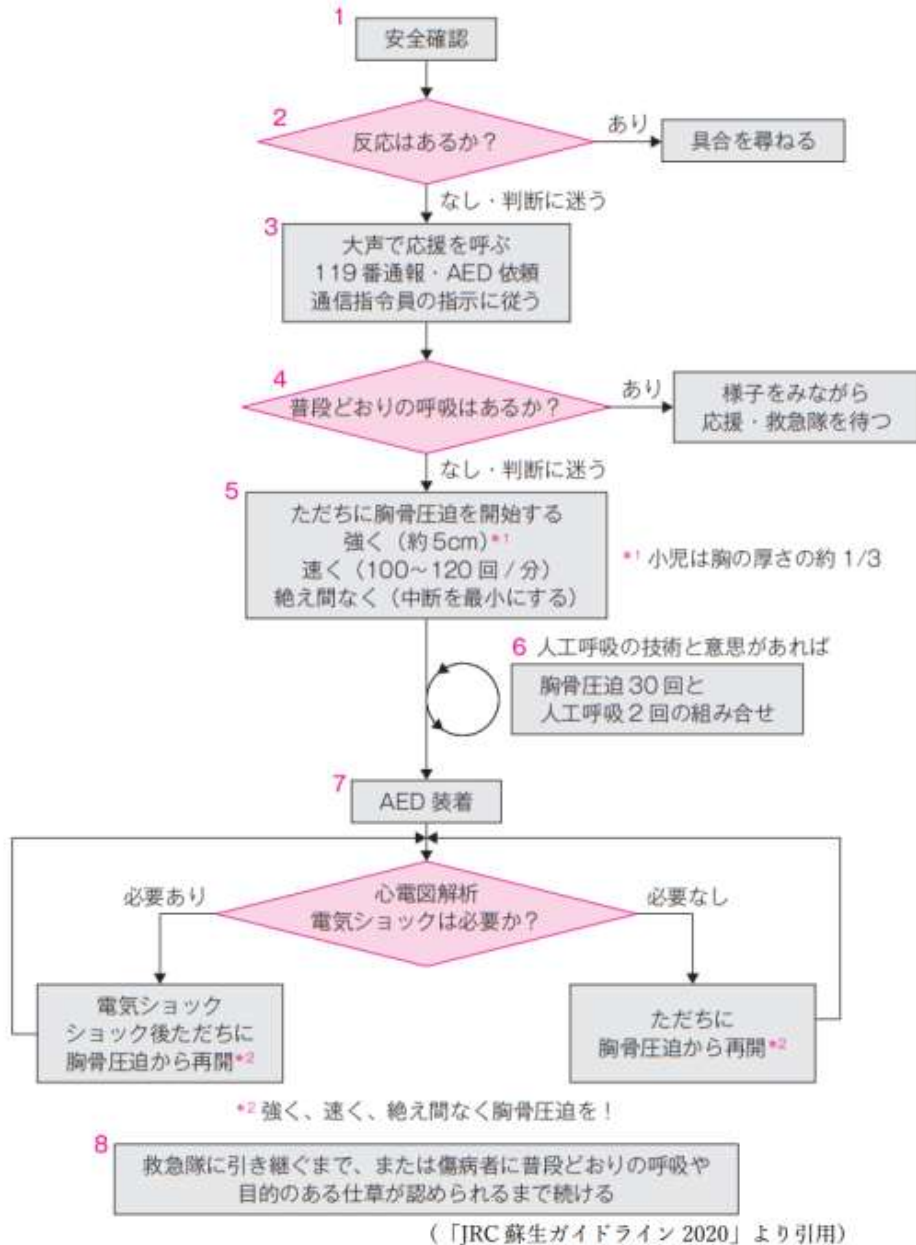 1
安全確認
2
反応はあるか?
あり
具合を尋ねる
なし・判断に迷う
3
大声で応援を呼ぶ
119番通報・AED依頼
通信指令員の指示に従う
4
普段どおりの呼吸はあるか?
あり
様子をみながら
応援・救急隊を待つ
なし・判断に迷う
5
ただちに胸骨圧迫を開始する
強く(約5cm)*1
速く(100~120回/分)
絶え間なく(中断を最小にする)
*1 小児は胸の厚さの約1/3
6 人工呼吸の技術と意思があれば
胸骨圧迫30回と
人工呼吸2回の組み合せ
7
AED装着
心電図解析
電気ショックは必要か?
必要あり
必要なし
電気ショック
ショック後ただちに
胸骨圧迫から再開*2
ただちに
胸骨圧迫から再開*2
*2 強く、速く、絶え間なく胸骨圧迫を!
8
救急隊に引き継ぐまで、または傷病者に普段どおりの呼吸や
目的のある仕草が認められるまで続ける
(「JRC蘇生ガイドライン2020」より引用)